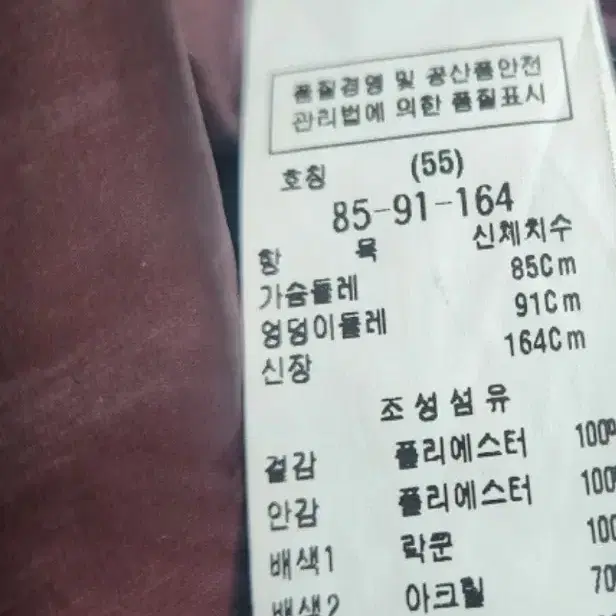 품질경영 및 공산품안전
관리법에 의한 품질표시
호칭 (55)
85-91-164
항 목 신체치수
가슴둘레 85Cm
엉덩이둘레 91Cm
신장 164Cm
조성섬유
겉감 폴리에스터 100%
안감 폴리에스터 100
배색1 락쿤 100
배색2 아크릴 70